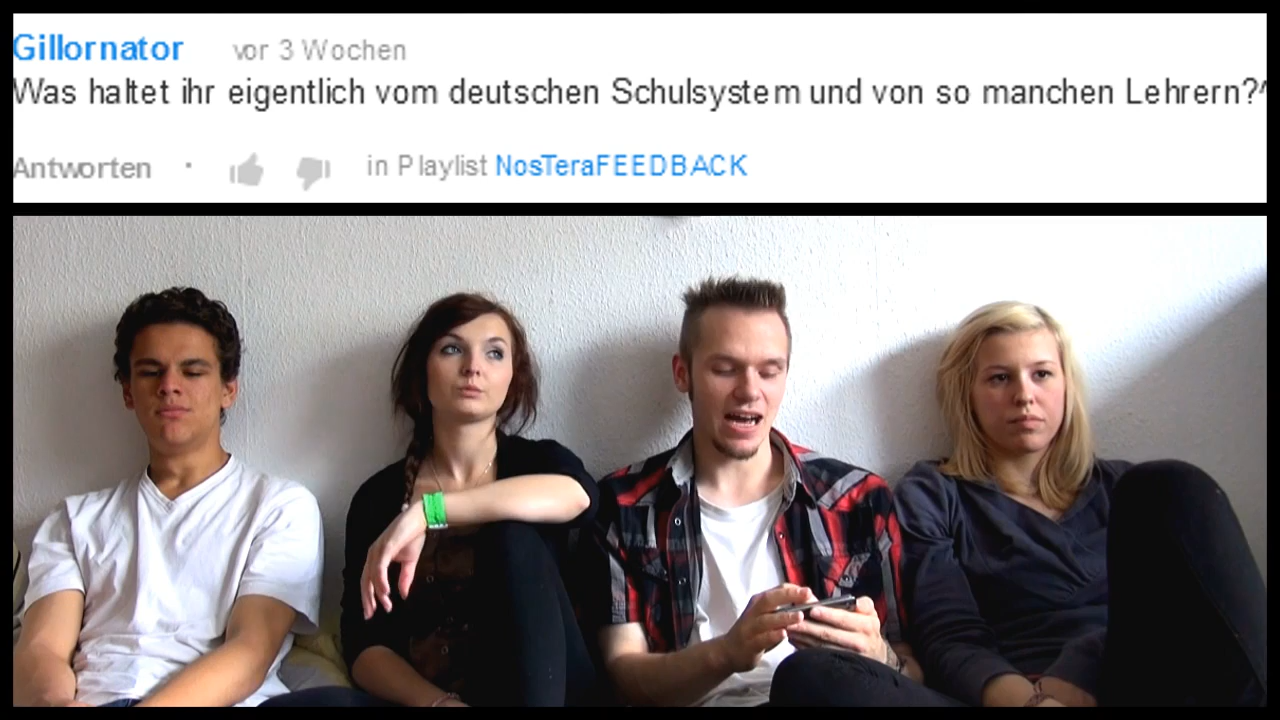 Gillornator vor 3 Wochen
Was haltet ihr eigentlich vom deutschen Schulsystem und von so manchen Lehrern?^
Antworten · in Playlist NosTeraFEEDBACK